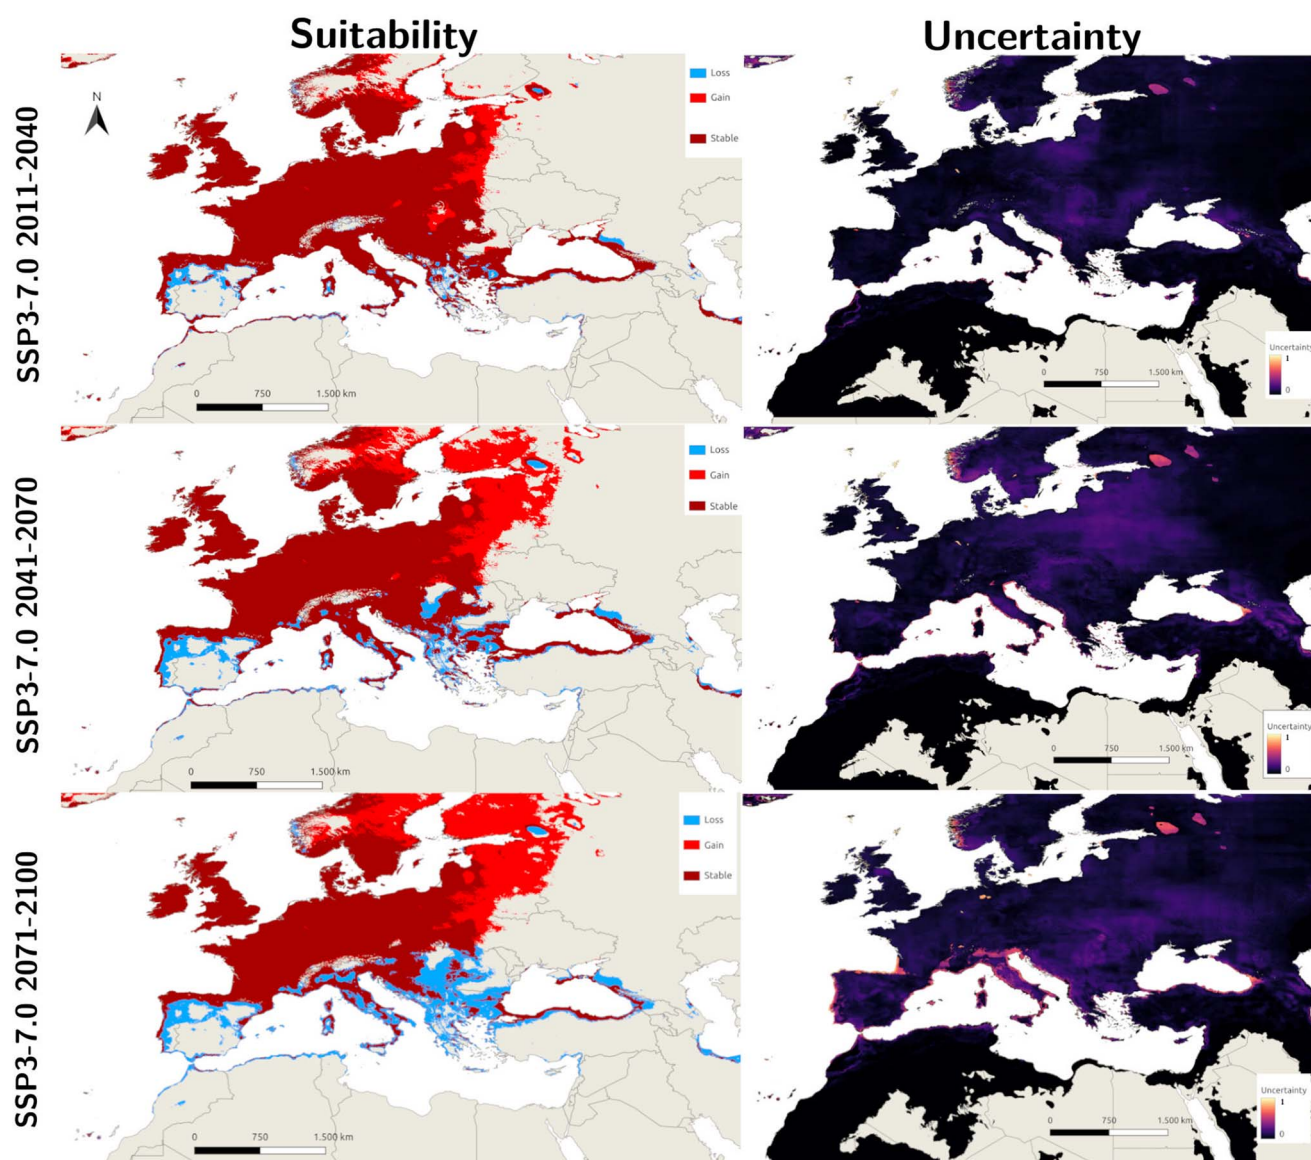 Suitability
Uncertainty
SSP3-7.0 2011-2040
N
Loss
Gain
Stable
0 750 1.500 km
Uncertainty
1
0
0 750 1.500 km
SSP3-7.0 2041-2070
Loss
Gain
Stable
0 750 1.500 km
Uncertainty
1
0
0 750 1.500 km
SSP3-7.0 2071-2100
Loss
Gain
Stable
0 750 1.500 km
Uncertainty
1
0
0 750 1.500 km